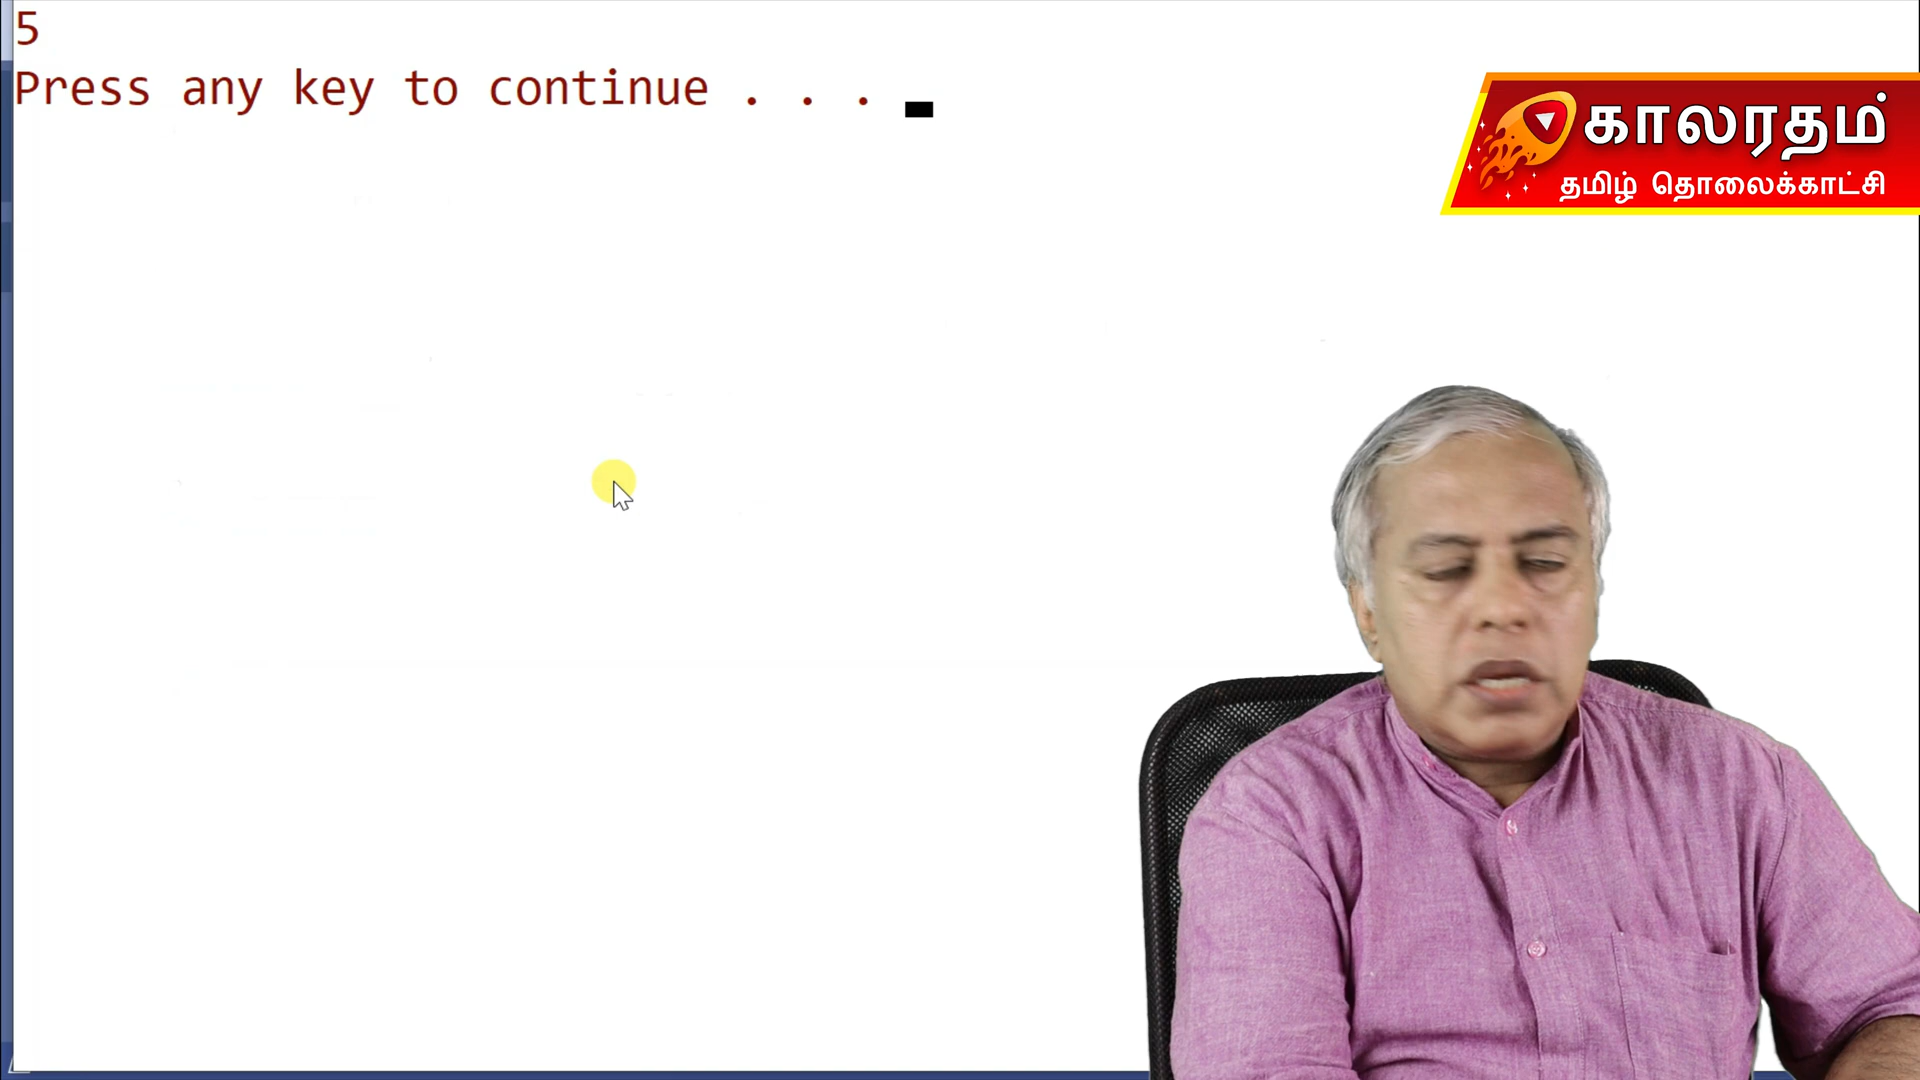 5
Press any key to continue . . .
காலரதம்
தமிழ் தொலைக்காட்சி